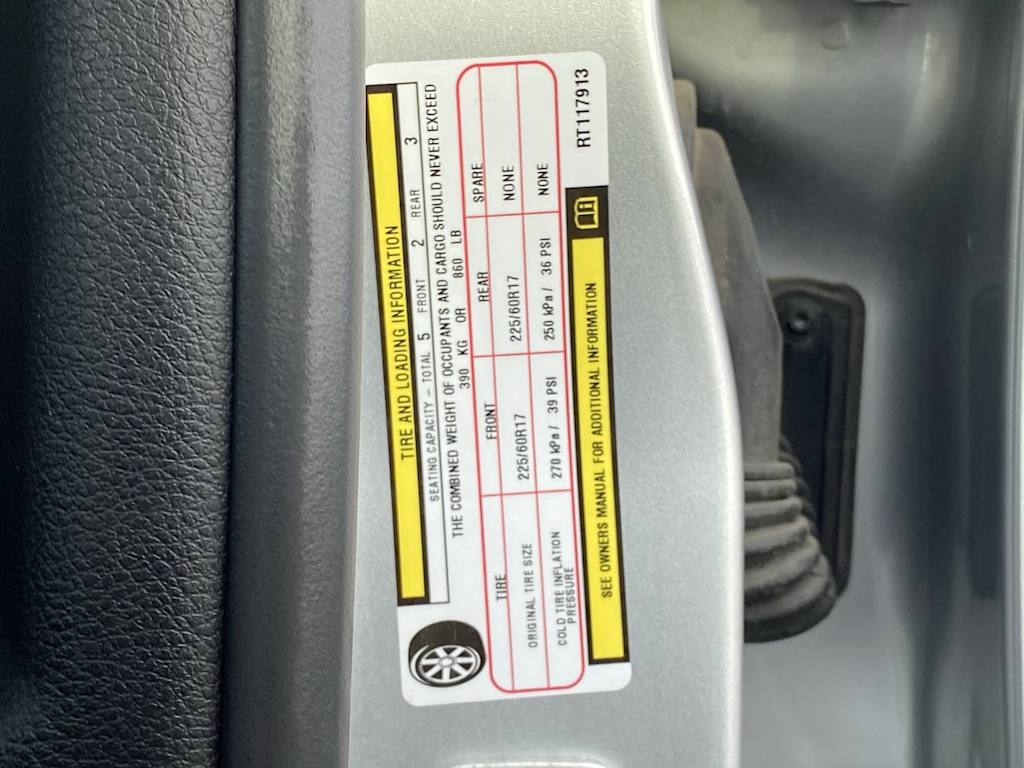 TIRE AND LOADING INFORMATION
SEATING CAPACITY – TOTAL 5 FRONT 2 REAR 3
THE COMBINED WEIGHT OF OCCUPANTS AND CARGO SHOULD NEVER EXCEED
390 KG OR 860 LB
TIRE FRONT REAR SPARE
ORIGINAL TIRE SIZE 225/60R17 225/60R17 NONE
COLD TIRE INFLATION
PRESSURE 270 kPa / 39 PSI 250 kPa / 36 PSI NONE
SEE OWNERS MANUAL FOR ADDITIONAL INFORMATION
RT117913